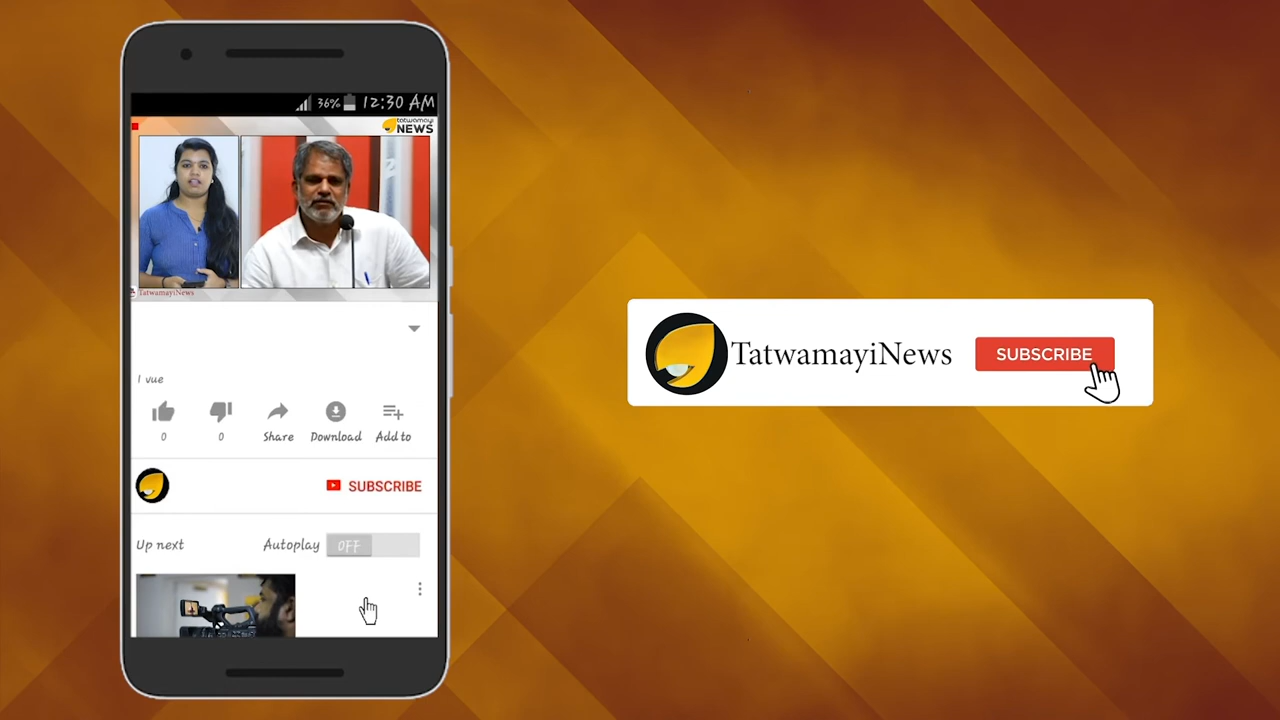 36% 12:30 AM
tatwamayi
NEWS
TatwamayiNews
1 vue
0 0 Share Download Add to
SUBSCRIBE
Up next Autoplay OFF
TatwamayiNews SUBSCRIBE